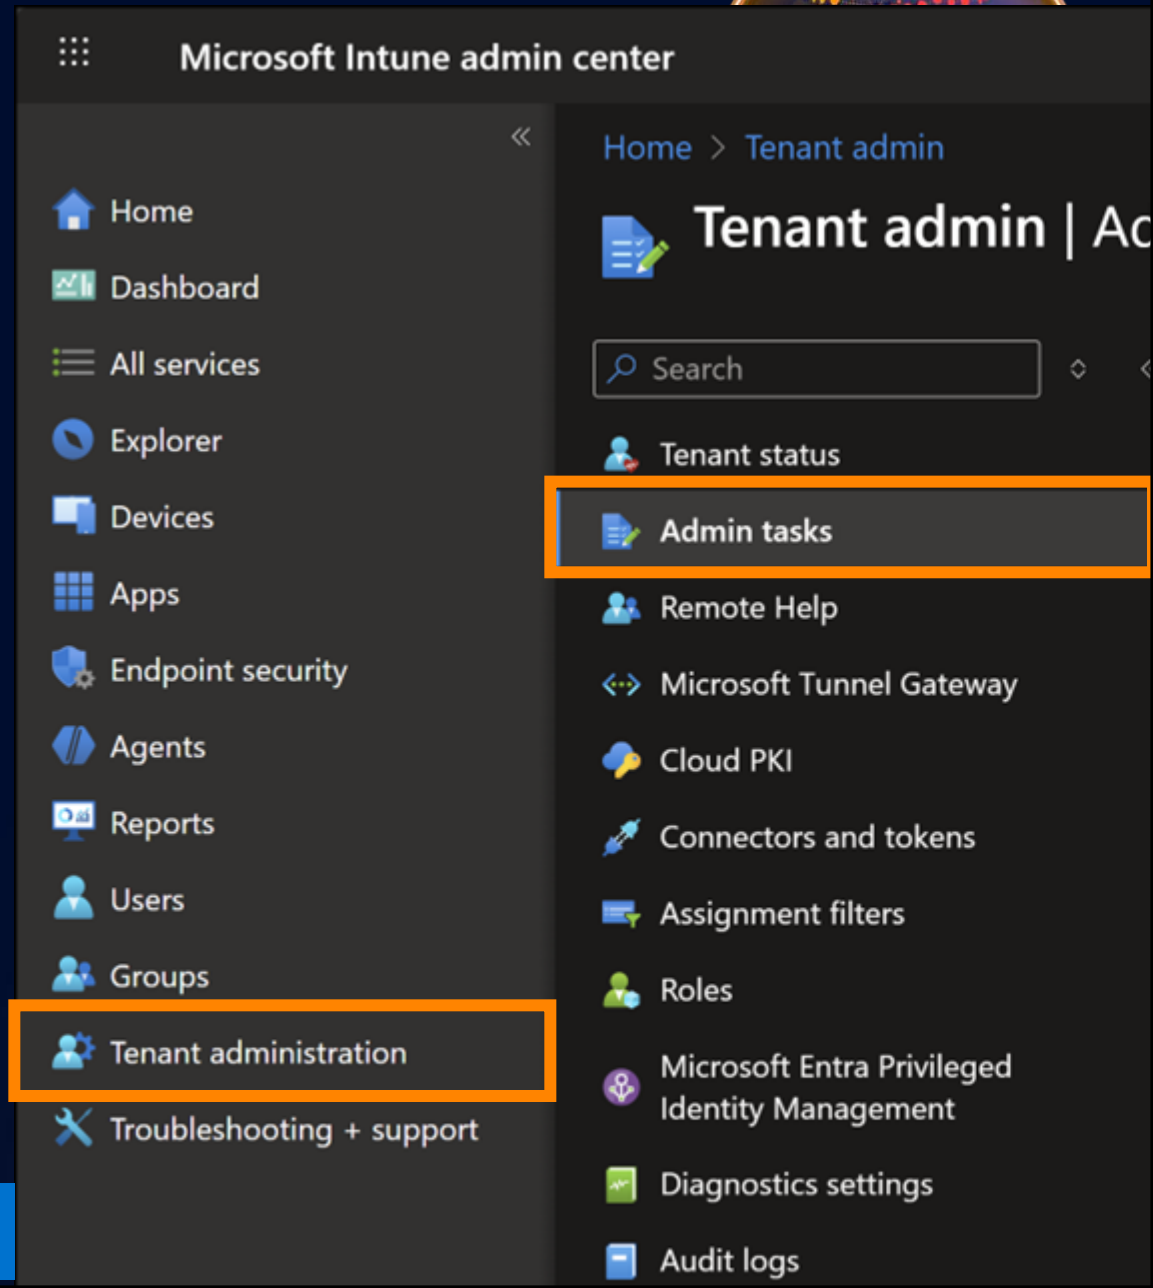 Microsoft Intune admin center
Home
Dashboard
All services
Explorer
Devices
Apps
Endpoint security
Agents
Reports
Users
Groups
Tenant administration
Troubleshooting + support
Home > Tenant admin
Tenant admin | Ac
Search
Tenant status
Admin tasks
Remote Help
Microsoft Tunnel Gateway
Cloud PKI
Connectors and tokens
Assignment filters
Roles
Microsoft Entra Privileged
Identity Management
Diagnostics settings
Audit logs